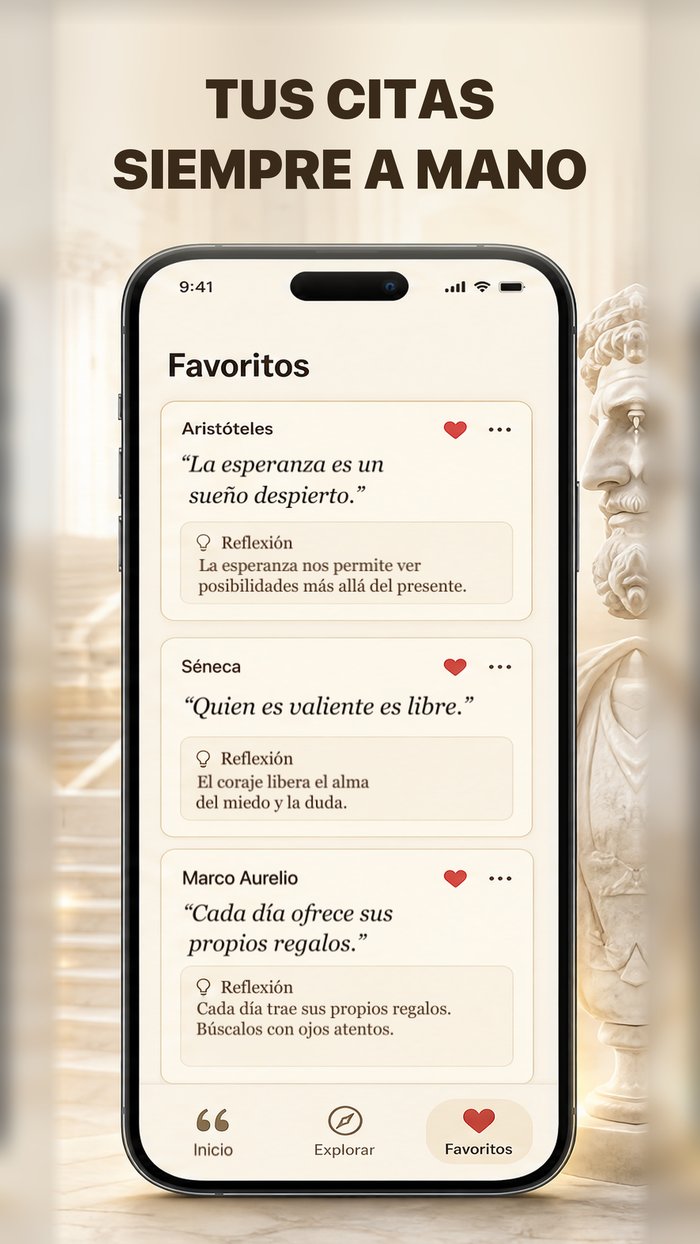 TUS CITAS
SIEMPRE A MANO
9:41
Favoritos
Aristóteles
“La esperanza es un
sueño despierto.”
Reflexión
La esperanza nos permite ver
posibilidades más allá del presente.
Séneca
“Quien es valiente es libre.”
Reflexión
El coraje libera el alma
del miedo y la duda.
Marco Aurelio
“Cada día ofrece sus
propios regalos.”
Reflexión
Cada día trae sus propios regalos.
Búscalos con ojos atentos.
Inicio
Explorar
Favoritos